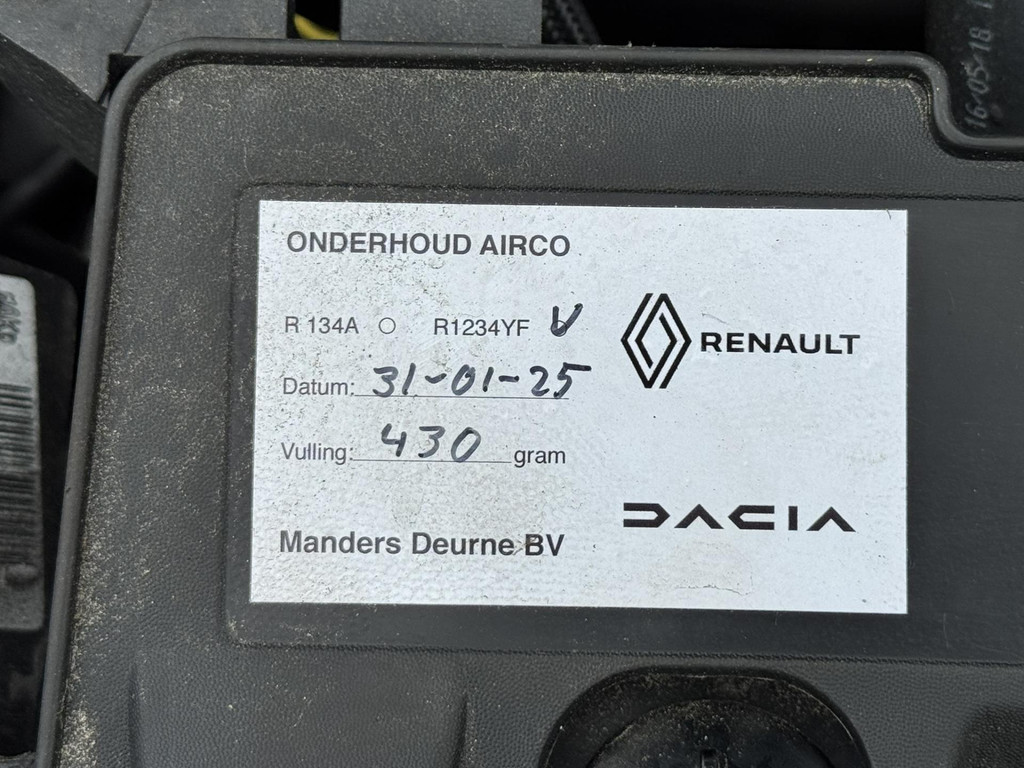 16-05-18
ONDERHOUD AIRCO
R 134A ○ R1234YF V
Datum: 31-01-25
Vulling: 430 gram
Manders Deurne BV
RENAULT
DACIA